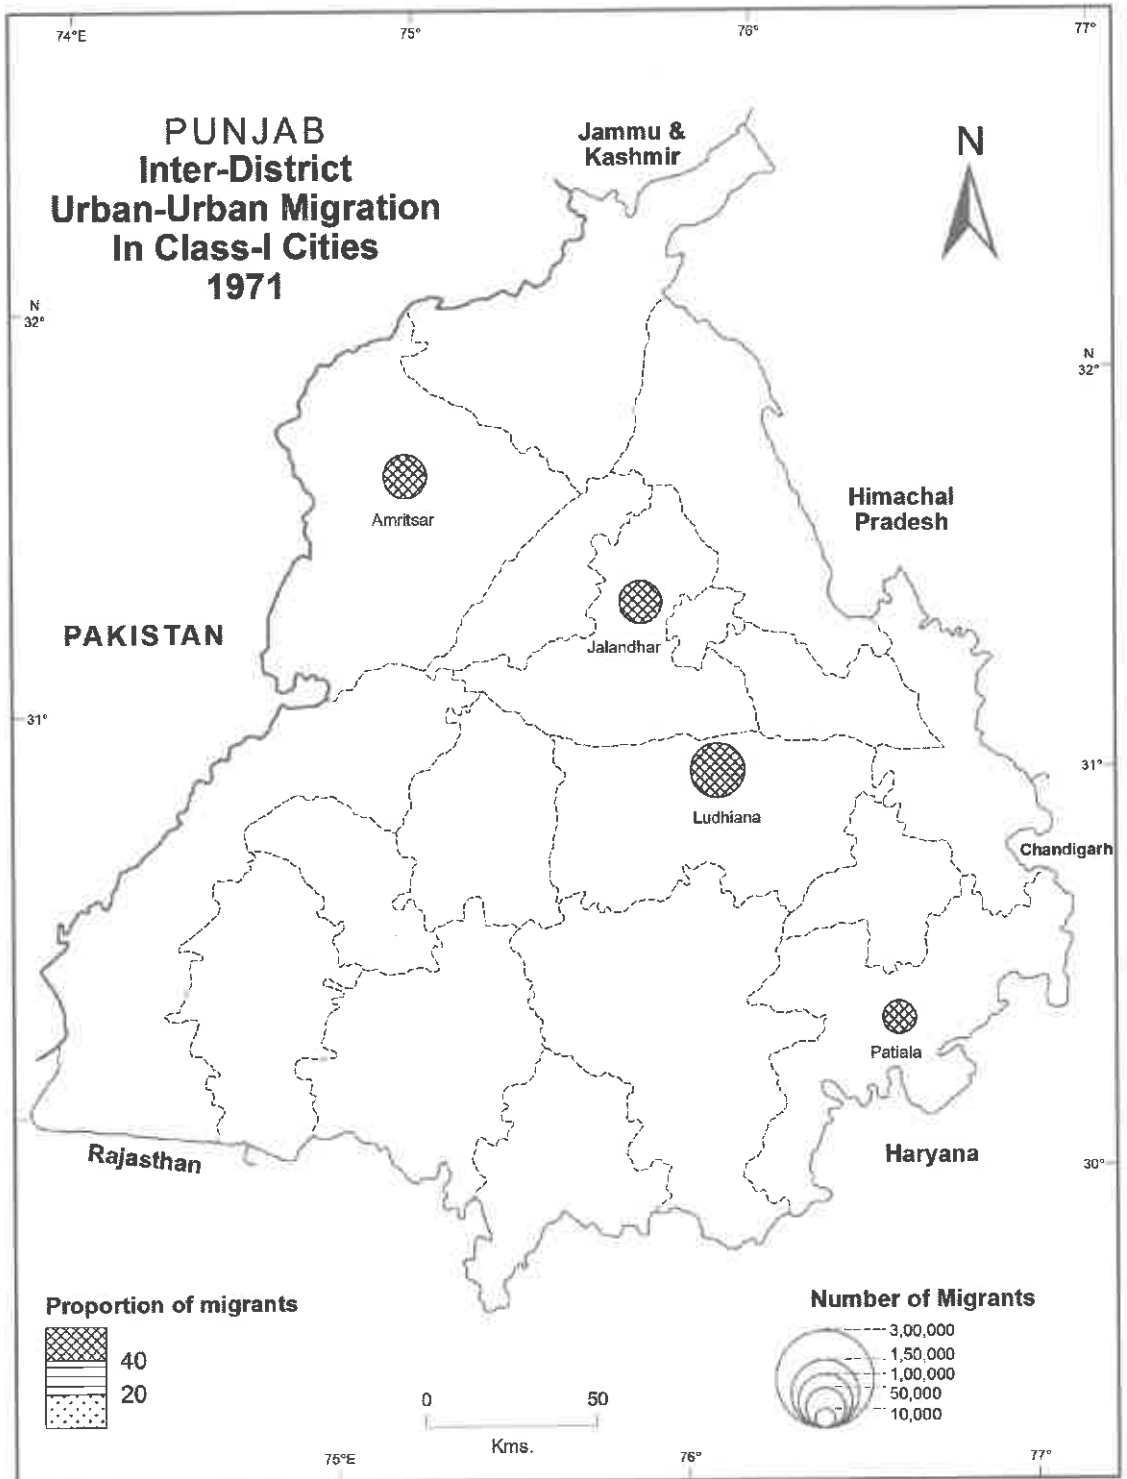 74°E
75°
76°
77°
PUNJAB
Inter-District
Urban-Urban Migration
In Class-I Cities
1971
Jammu &
Kashmir
N
N
32°
N
32°
Amritsar
Himachal
Pradesh
PAKISTAN
Jalandhar
31°
31°
Ludhiana
Chandigarh
Patiala
Rajasthan
Haryana
30°
Proportion of migrants
40
20
0 50
Kms.
Number of Migrants
3,00,000
1,50,000
1,00,000
50,000
10,000
75°E
76°
77°